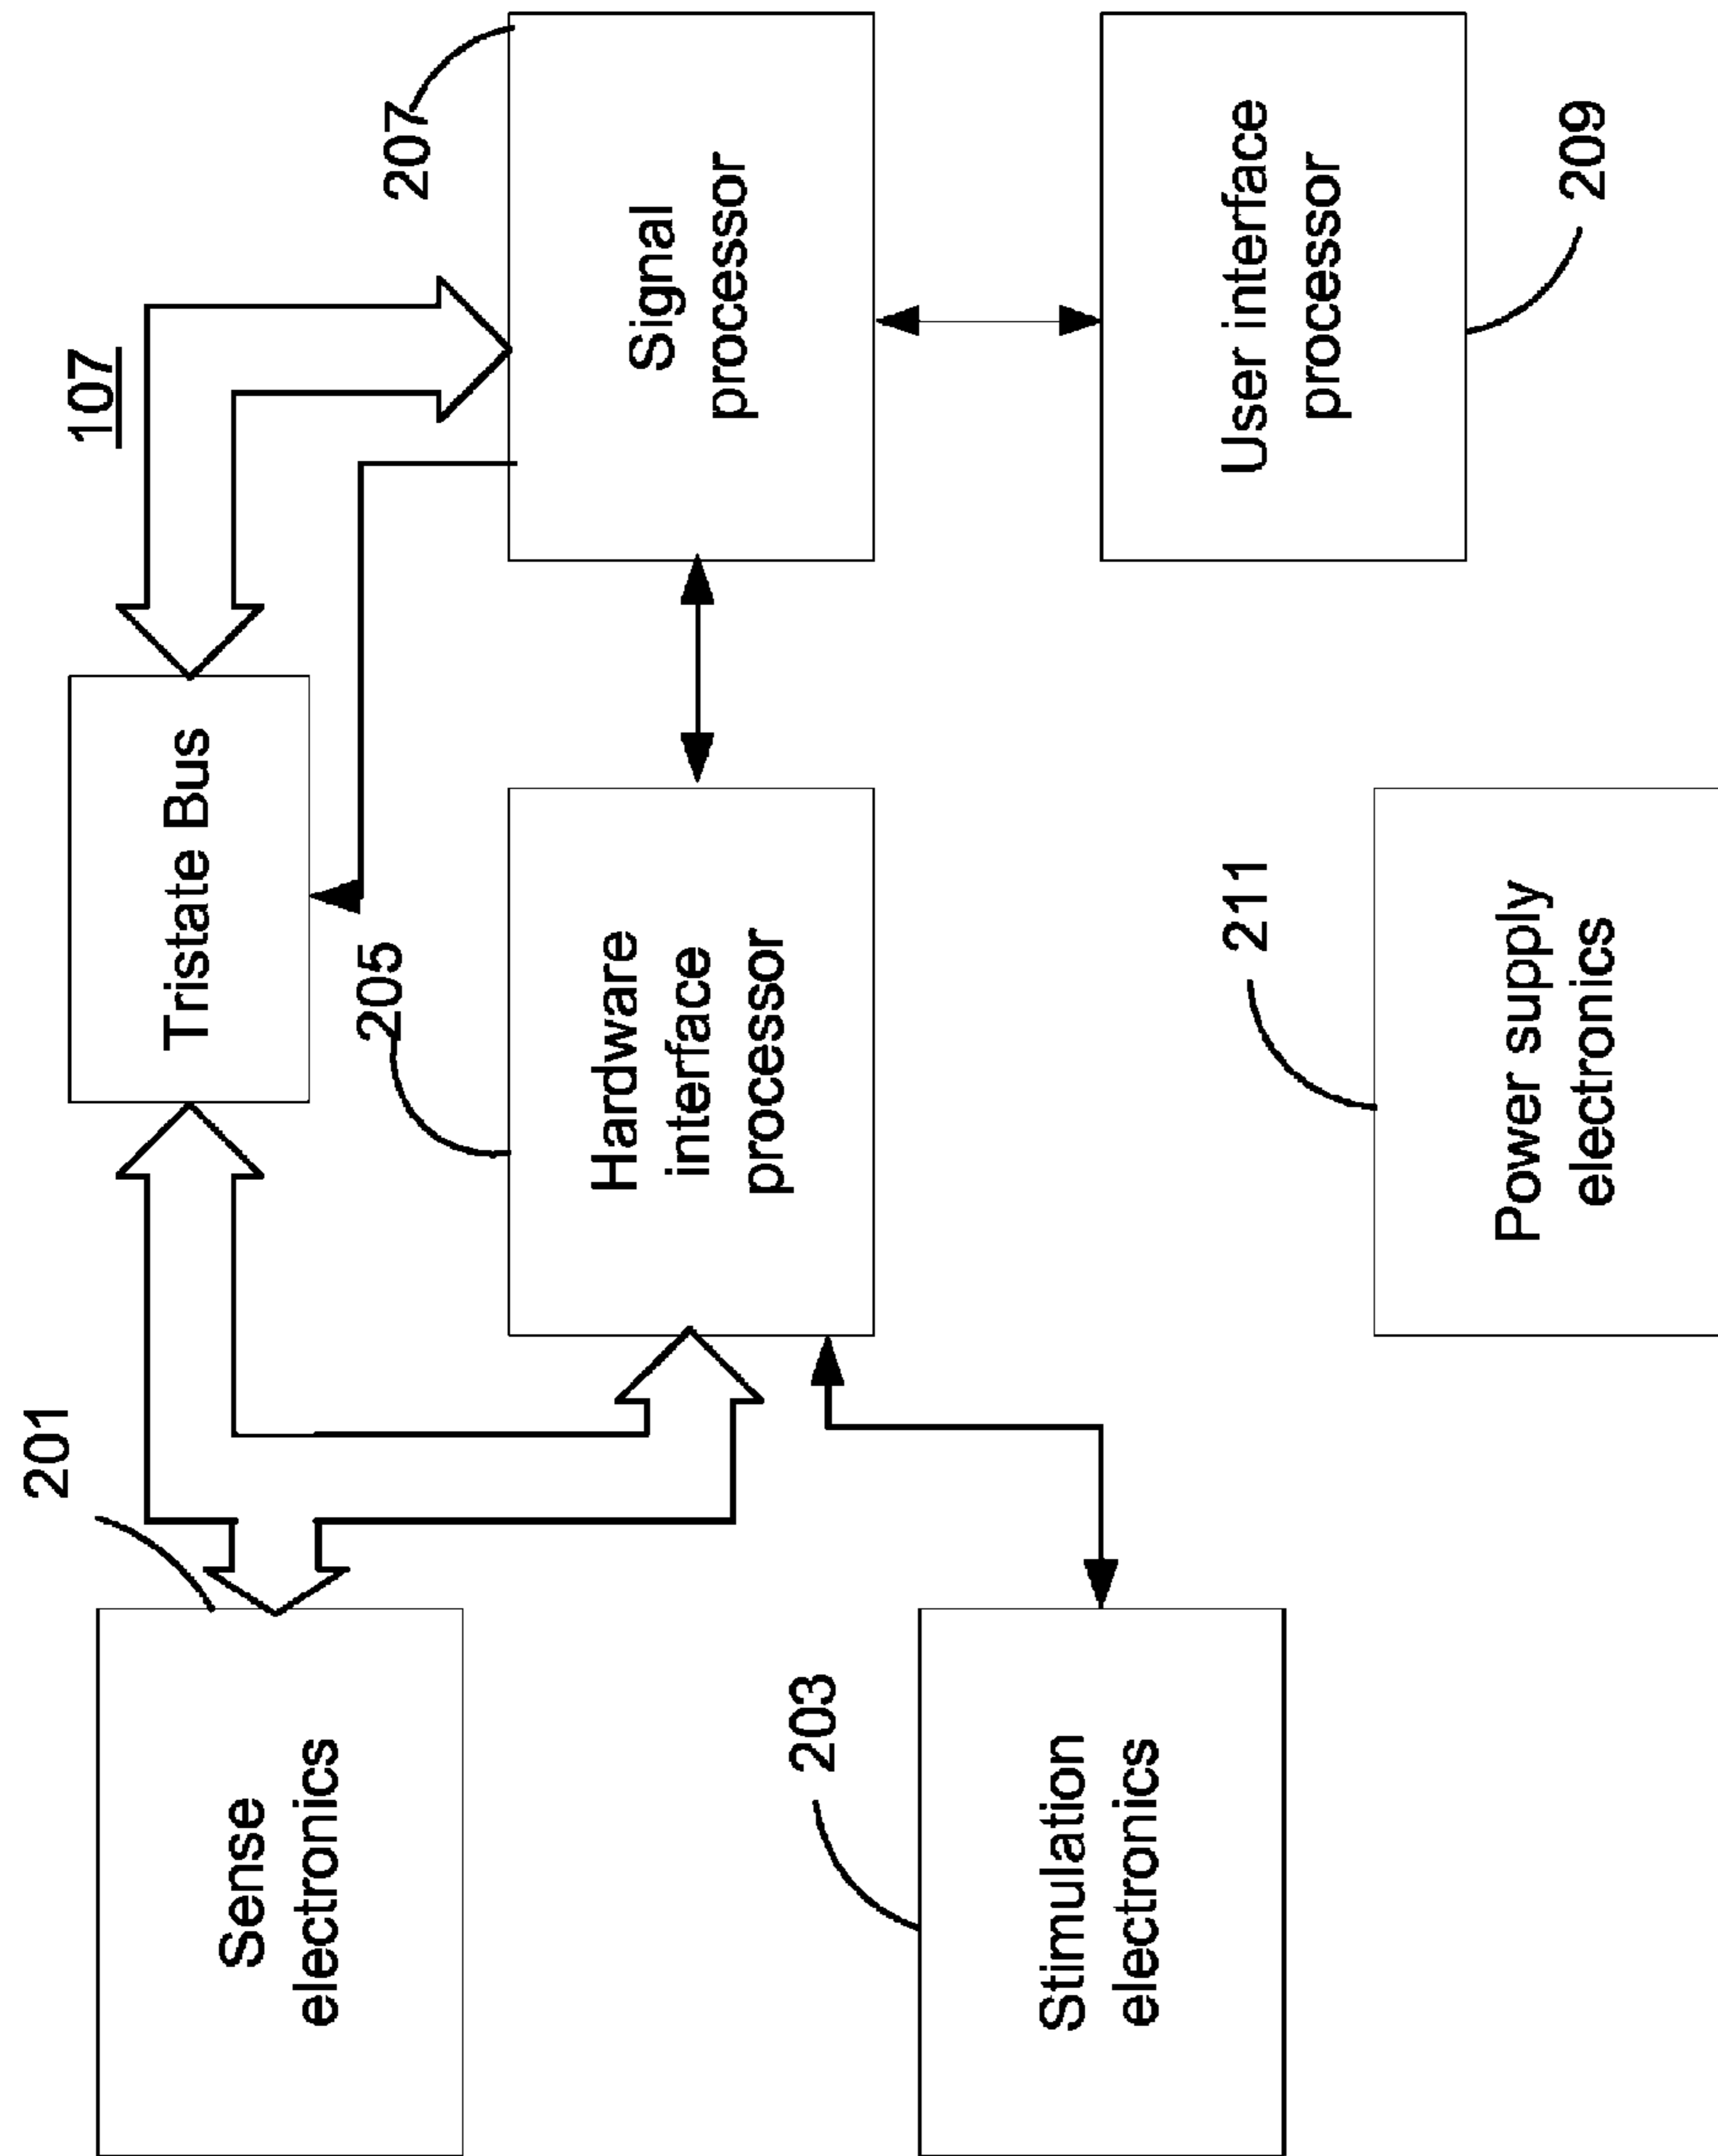 107
201
Sense
electronics
Tristate Bus
207
Signal
processor
205
Hardware
interface
processor
203
Stimulation
electronics
User interface
processor
209
211
Power supply
electronics